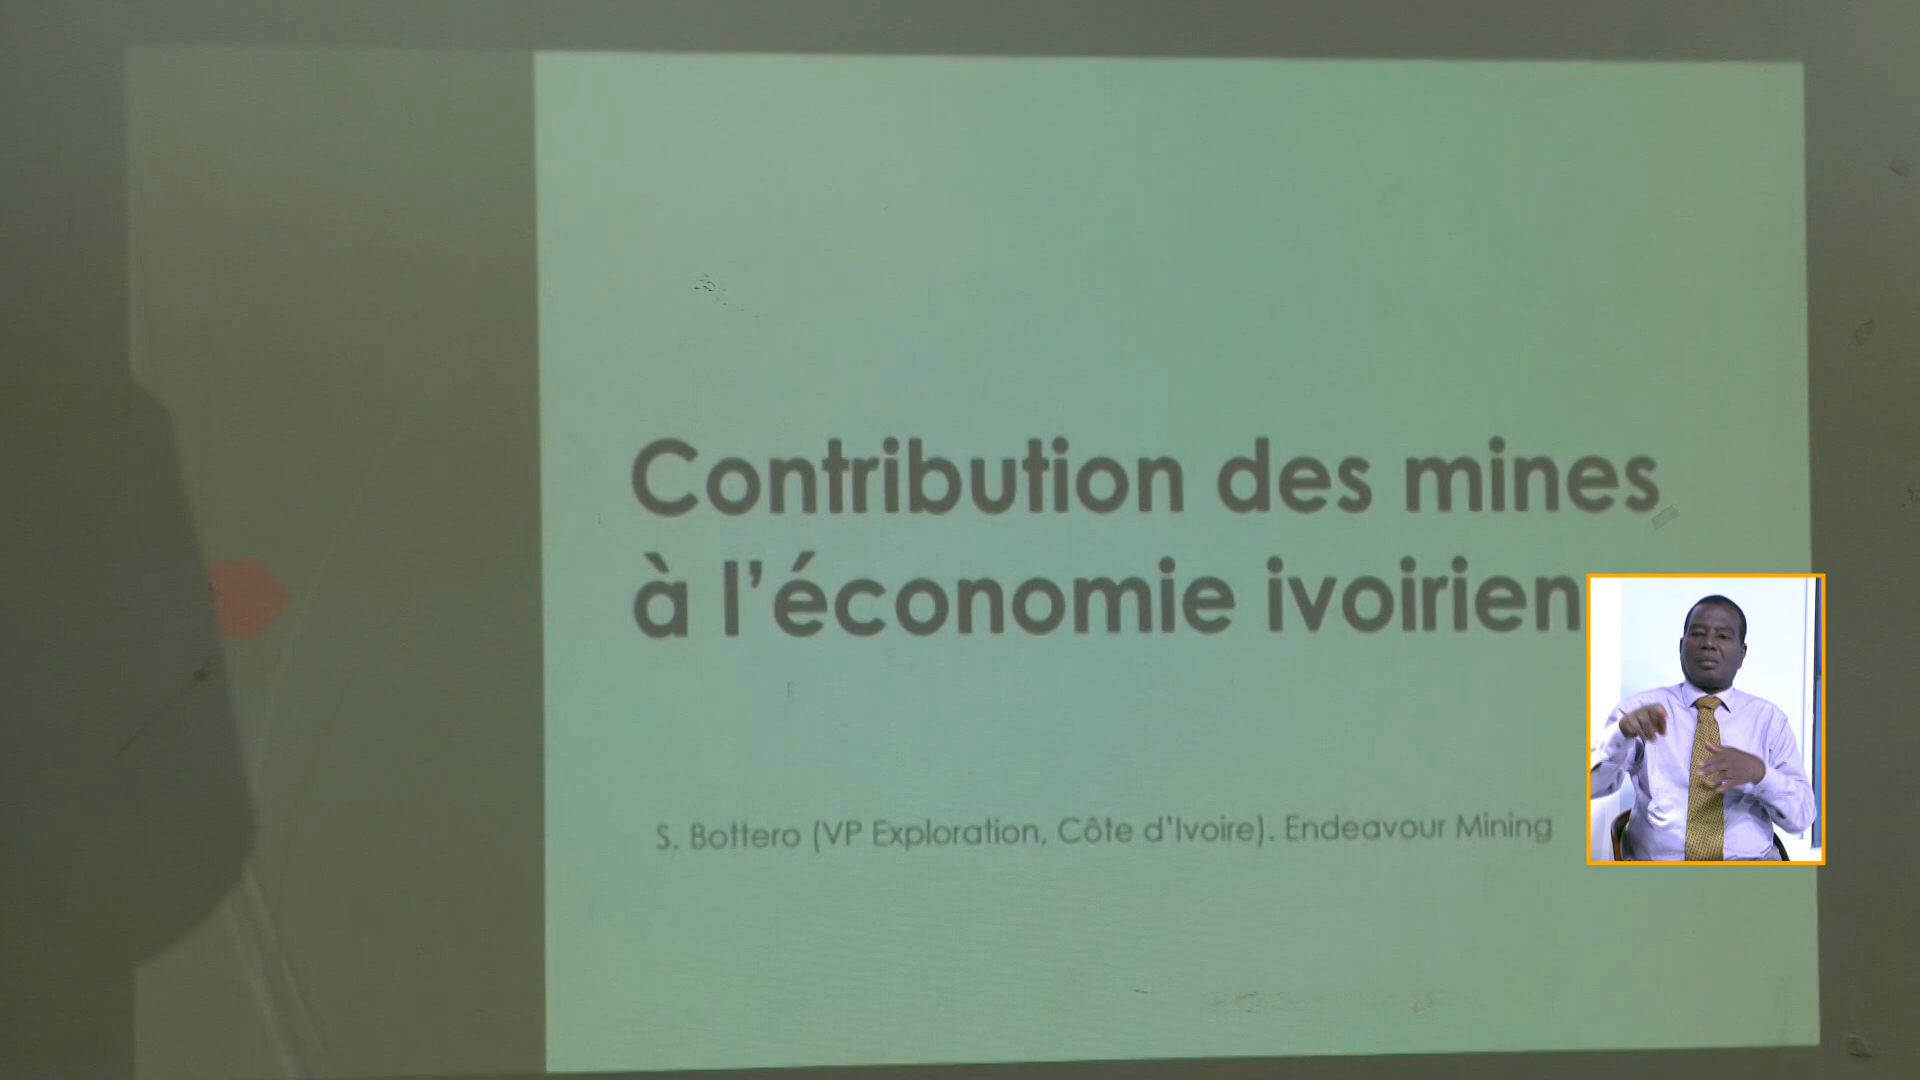 Contribution des mines
à l'économie ivoirien
S. Bottero (VP Exploration, Côte d'Ivoire). Endeavour Mining